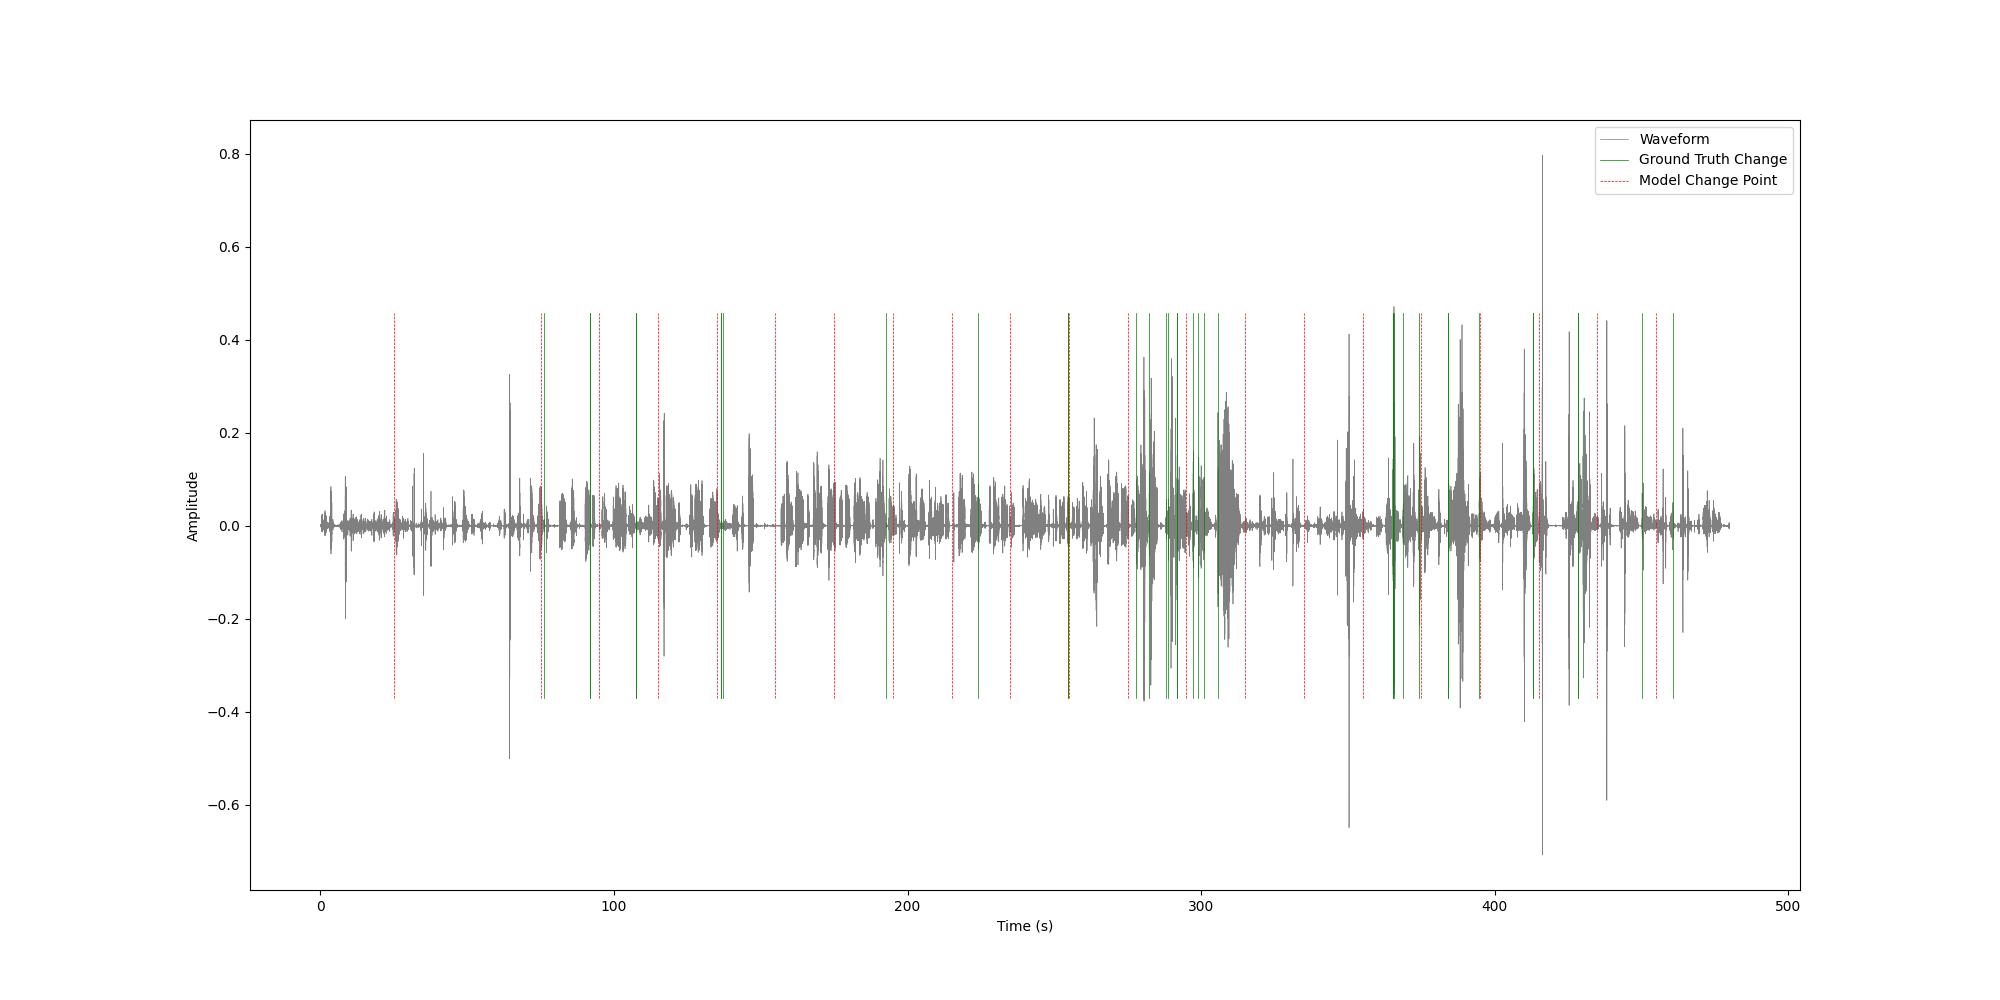 Waveform
Ground Truth Change
Model Change Point
0.8
0.6
0.4
0.2
0.0
−0.2
−0.4
−0.6
Amplitude
0 100 200 300 400 500
Time (s)